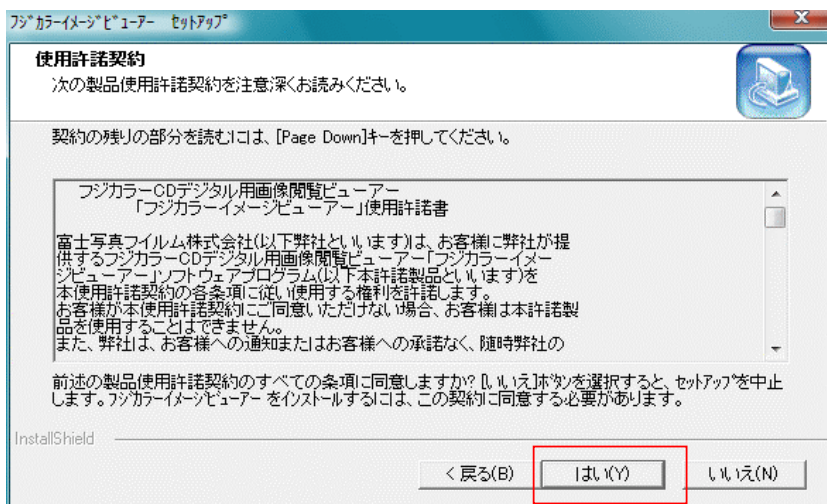 ﾌｼﾞｶﾗｰｲﾒｰｼﾞﾋﾞｭｰｱｰ ｾｯﾄｱｯﾌﾟ
使用許諾契約
次の製品使用許諾契約を注意深くお読みください。
契約の残りの部分を読むには、[Page Down]キーを押してください。
フジカラーCDデジタル用画像閲覧ビューアー
「フジカラーイメージビューアー」使用許諾書
富士写真フイルム株式会社(以下弊社といいます)は、お客様に弊社が提
供するフジカラーCDデジタル用画像閲覧ビューアー「フジカラーイメー
ジビューアー」ソフトウェアプログラム(以下本許諾製品といいます)を
本使用許諾契約の各条項に従い使用する権利を許諾します。
お客様が本使用許諾契約にご同意いただけない場合、お客様は本許諾製
品を使用することはできません。
また、弊社は、お客様への通知またはお客様への承諾なく、随時弊社の
前述の製品使用許諾契約のすべての条項に同意しますか? [いいえ]ﾎﾞﾀﾝを選択すると、ｾｯﾄｱｯﾌﾟを中止
します。ﾌｼﾞｶﾗｰｲﾒｰｼﾞﾋﾞｭｰｱｰ をｲﾝｽﾄｰﾙするには、この契約に同意する必要があります。
InstallShield
< 戻る(B) はい(Y) いいえ(N)